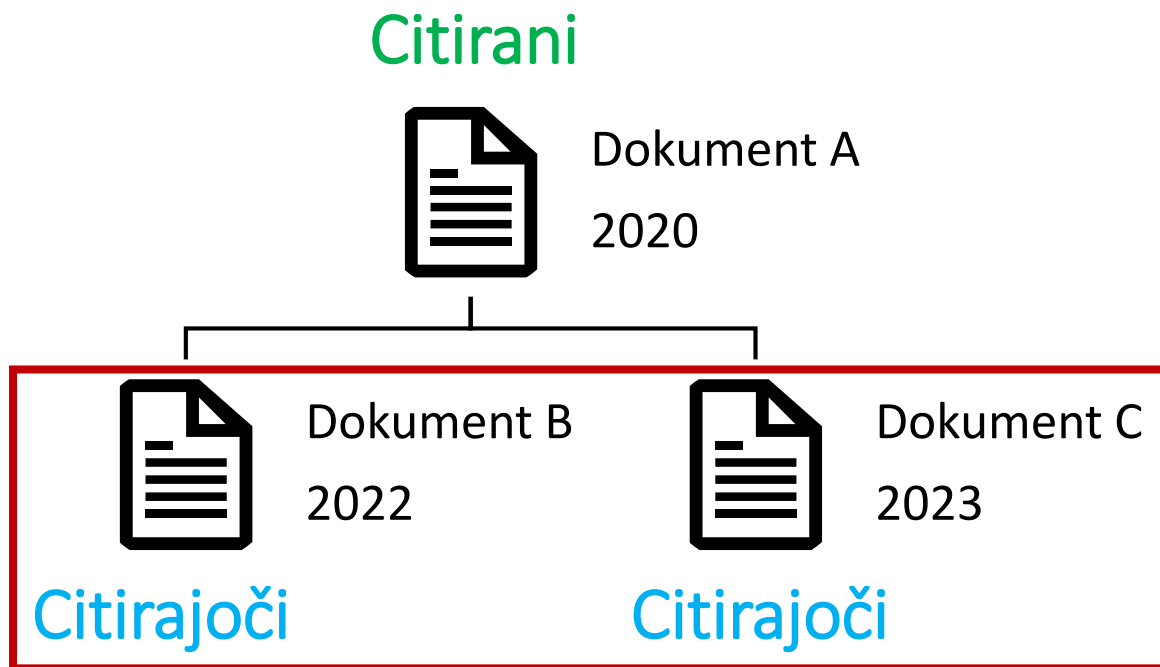 Citirani
Dokument A
2020
Dokument B
2022
Citirajoči
Dokument C
2023
Citirajoči